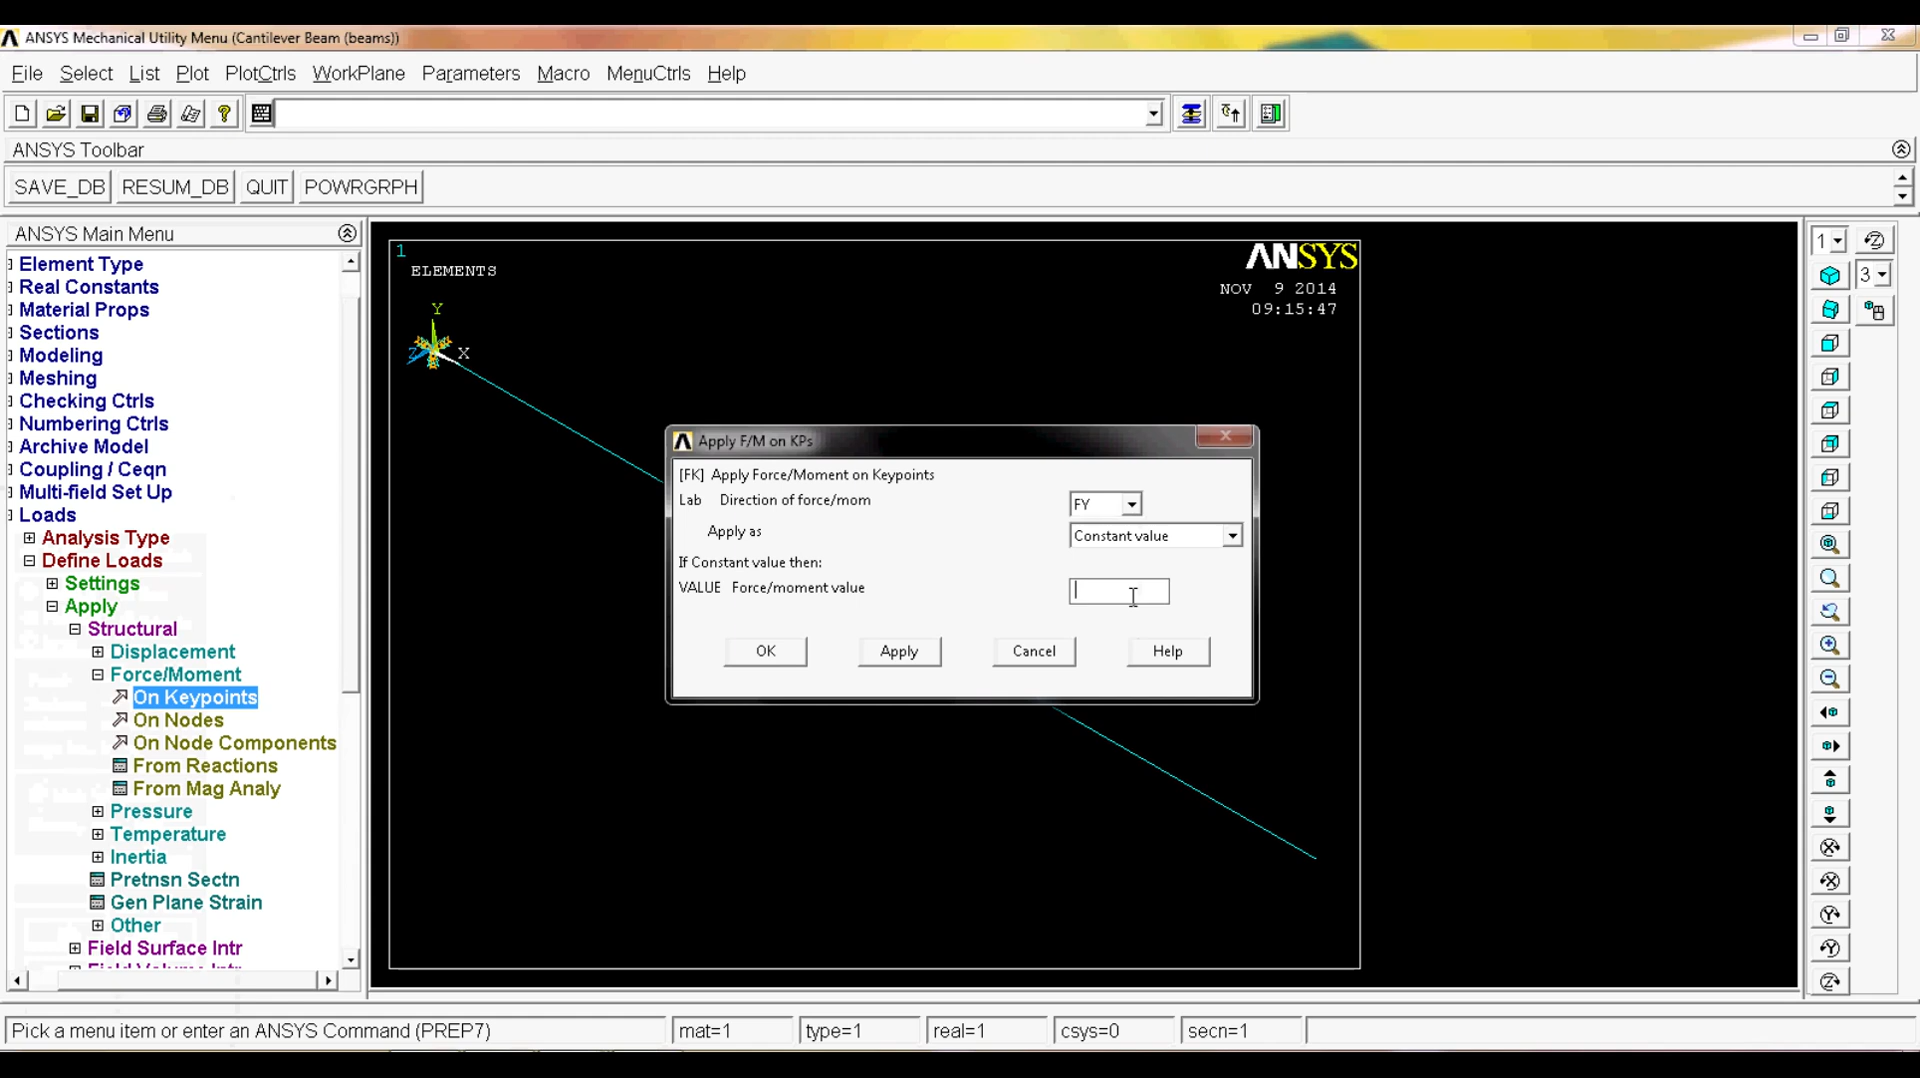 ANSYS Mechanical Utility Menu (Cantilever Beam (beams))
File Select List Plot PlotCtrls WorkPlane Parameters Macro MenuCtrls Help
ANSYS Toolbar
SAVE_DB RESUM_DB QUIT POWRGRPH
ANSYS Main Menu
Element Type
Real Constants
Material Props
Sections
Modeling
Meshing
Checking Ctrls
Numbering Ctrls
Archive Model
Coupling / Ceqn
Multi-field Set Up
Loads
Analysis Type
Define Loads
Settings
Apply
Structural
Displacement
Force/Moment
On Keypoints
On Nodes
On Node Components
From Reactions
From Mag Analy
Pressure
Temperature
Inertia
Pretnsn Sectn
Gen Plane Strain
Other
Field Surface Intr
Field Volume Intr
1
ELEMENTS
ANSYS
NOV 9 2014
09:15:47
Y
Z X
Apply F/M on KPs
[FK] Apply Force/Moment on Keypoints
Lab Direction of force/mom FY
Apply as Constant value
If Constant value then:
VALUE Force/moment value
OK Apply Cancel Help
1
3
Pick a menu item or enter an ANSYS Command (PREP7) mat=1 type=1 real=1 csys=0 secn=1